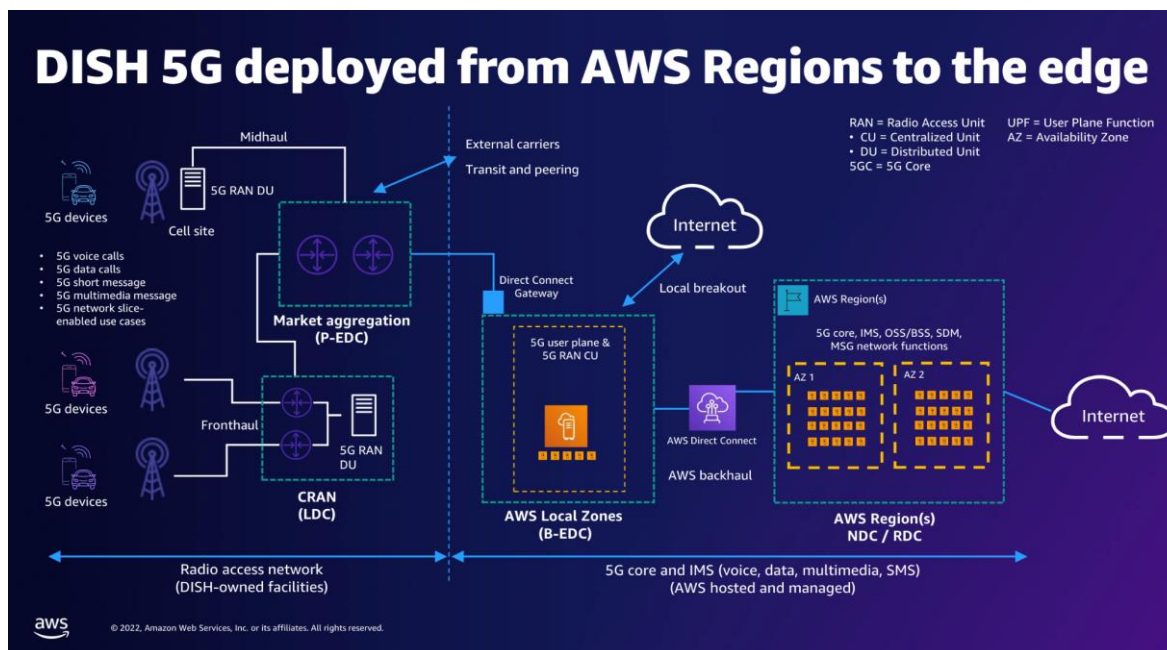 DISH 5G deployed from AWS Regions to the edge
RAN = Radio Access Unit
• CU = Centralized Unit
• DU = Distributed Unit
5GC = 5G Core
UPF = User Plane Function
AZ = Availability Zone
Midhaul
External carriers
Transit and peering
5G RAN DU
5G devices
Cell site
• 5G voice calls
• 5G data calls
• 5G short message
• 5G multimedia message
• 5G network slice-
enabled use cases
Market aggregation
(P-EDC)
Direct Connect
Gateway
Internet
Local breakout
5G user plane &
5G RAN CU
AWS Region(s)
5G core, IMS, OSS/BSS, SDM,
MSG network functions
AZ 1
AZ 2
Internet
AWS Direct Connect
AWS backhaul
5G devices
Fronthaul
5G RAN
DU
5G devices
CRAN
(LDC)
AWS Local Zones
(B-EDC)
AWS Region(s)
NDC / RDC
Radio access network
(DISH-owned facilities)
5G core and IMS (voice, data, multimedia, SMS)
(AWS hosted and managed)
aws
© 2022, Amazon Web Services, Inc. or its affiliates. All rights reserved.